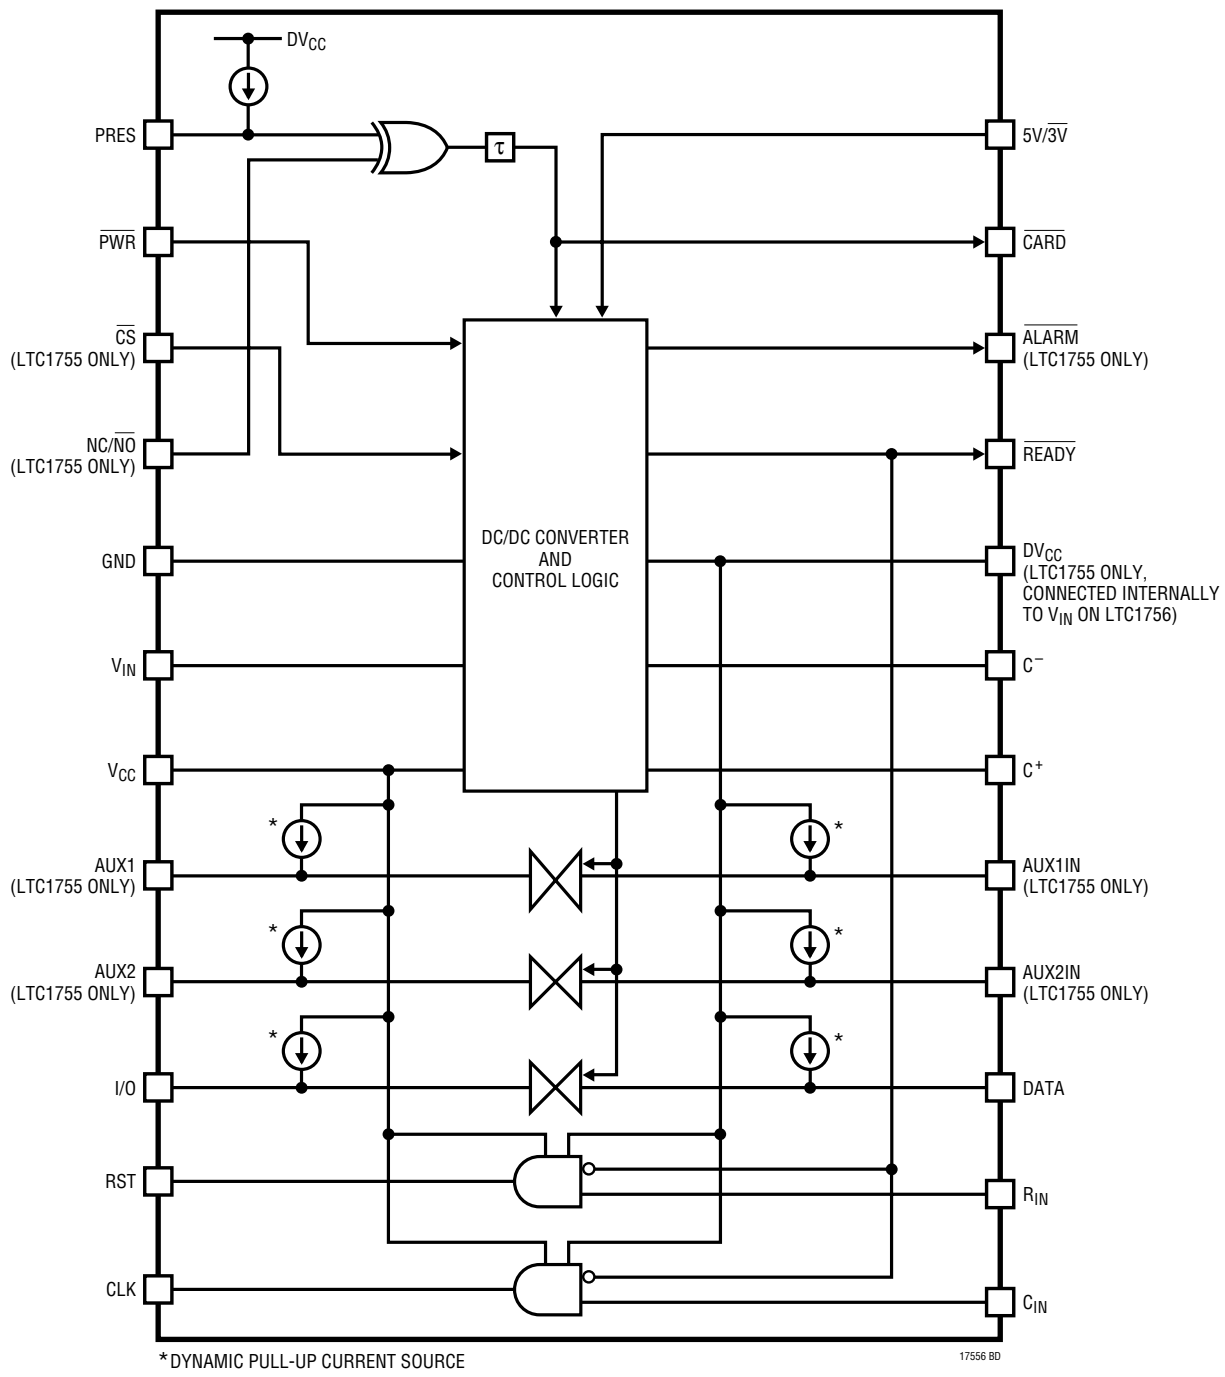 DVCC
PRES
5V/3V
τ
PWR
CARD
CS
(LTC1755 ONLY)
ALARM
(LTC1755 ONLY)
NC/NO
(LTC1755 ONLY)
READY
GND
DC/DC CONVERTER
AND
CONTROL LOGIC
DVCC
(LTC1755 ONLY,
CONNECTED INTERNALLY
TO VIN ON LTC1756)
VIN
C–
VCC
C+
*
*
AUX1
(LTC1755 ONLY)
AUX1IN
(LTC1755 ONLY)
*
*
AUX2
(LTC1755 ONLY)
AUX2IN
(LTC1755 ONLY)
*
*
I/O
DATA
RST
RIN
CLK
CIN
*DYNAMIC PULL-UP CURRENT SOURCE
17556 BD